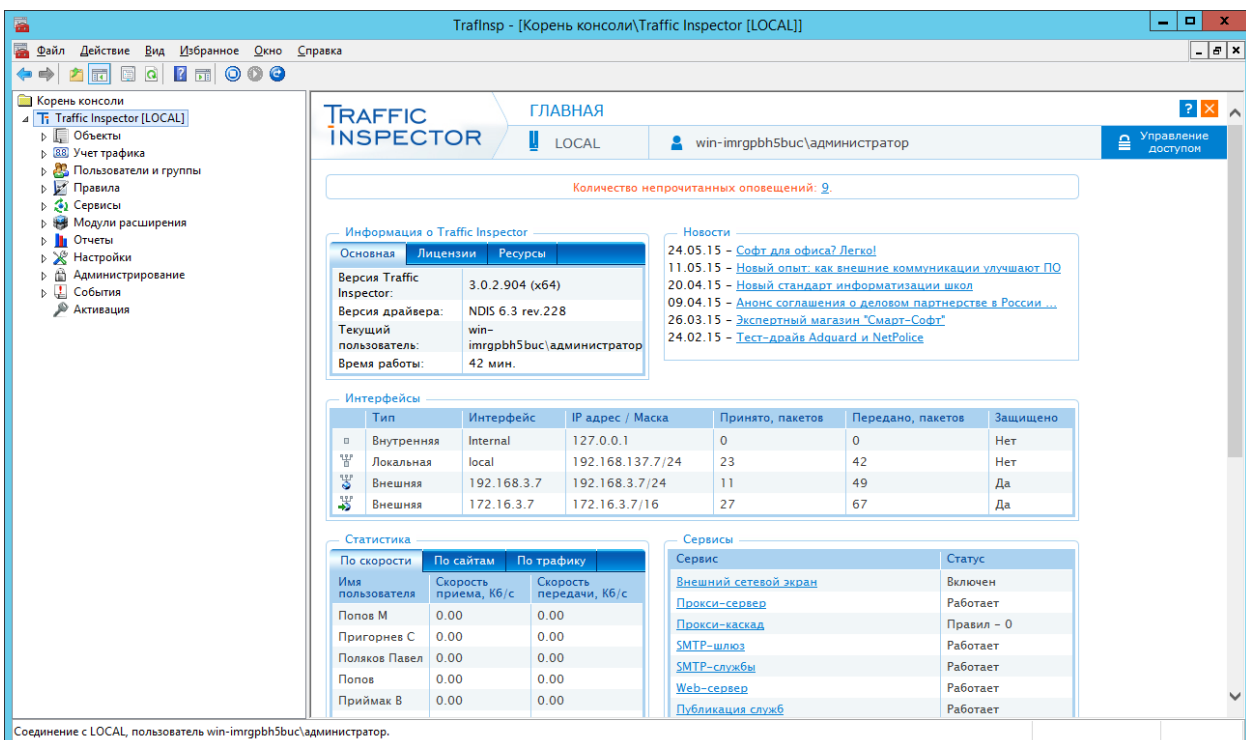 TrafInsp - [Корень консоли\Traffic Inspector [LOCAL]]
Файл Действие Вид Избранное Окно Справка
Корень консоли
Traffic Inspector [LOCAL]
Объекты
Учет трафика
Пользователи и группы
Правила
Сервисы
Модули расширения
Отчеты
Настройки
Администрирование
События
Активация
TRAFFIC INSPECTOR
ГЛАВНАЯ
LOCAL
win-imrgpbh5buc\администратор
Управление доступом
Количество непрочитанных оповещений: 9.
Информация о Traffic Inspector
Основная Лицензии Ресурсы
Версия Traffic Inspector: 3.0.2.904 (x64)
Версия драйвера: NDIS 6.3 rev.228
Текущий пользователь: win-imrgpbh5buc\администратор
Время работы: 42 мин.
Новости
24.05.15 - Софт для офиса? Легко!
11.05.15 - Новый опыт: как внешние коммуникации улучшают ПО
20.04.15 - Новый стандарт информатизации школ
09.04.15 - Анонс соглашения о деловом партнерстве в России ...
26.03.15 - Экспертный магазин "Смарт-Софт"
24.02.15 - Тест-драйв Adguard и NetPolice
Интерфейсы
Тип Интерфейс IP адрес / Маска Принято, пакетов Передано, пакетов Защищено
Внутренняя Internal 127.0.0.1 0 0 Нет
Локальная local 192.168.137.7/24 23 42 Нет
Внешняя 192.168.3.7 192.168.3.7/24 11 49 Да
Внешняя 172.16.3.7 172.16.3.7/16 27 67 Да
Статистика
По скорости По сайтам По трафику
Имя пользователя Скорость приема, Кб/с Скорость передачи, Кб/с
Попов М 0.00 0.00
Пригорнев С 0.00 0.00
Поляков Павел 0.00 0.00
Попов 0.00 0.00
Приймак В 0.00 0.00
Сервисы
Сервис Статус
Внешний сетевой экран Включен
Прокси-сервер Работает
Прокси-каскад Правил - 0
SMTP-шлюз Работает
SMTP-службы Работает
Web-сервер Работает
Публикация служб Работает
Соединение с LOCAL, пользователь win-imrgpbh5buc\администратор.